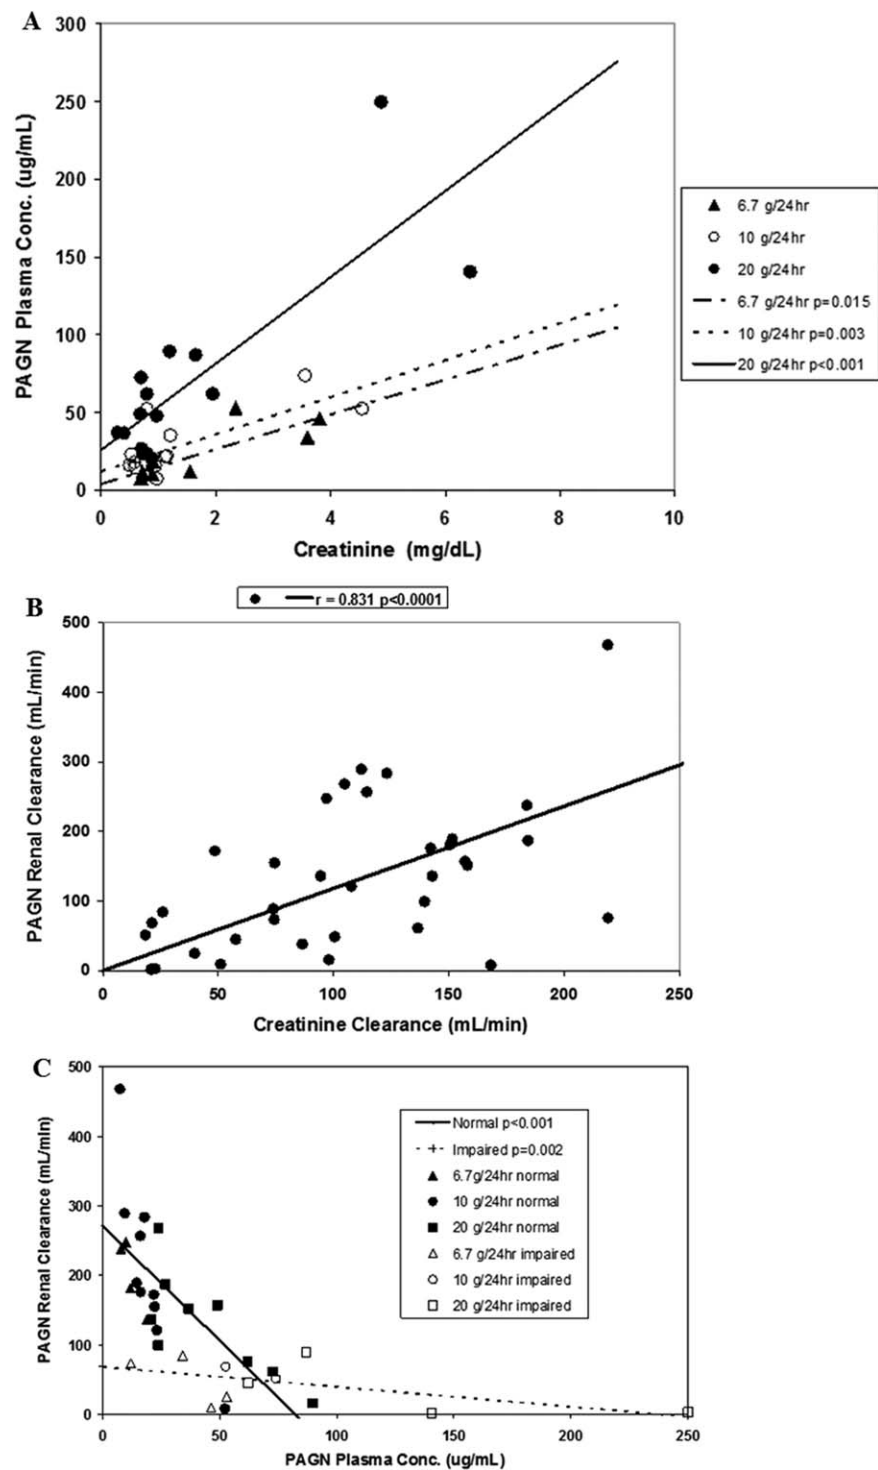 A
300
250
200
150
100
50
0
PAGN Plasma Conc. (ug/mL)
0 2 4 6 8 10
Creatinine (mg/dL)
6.7 g/24hr
10 g/24hr
20 g/24hr
6.7 g/24hr p=0.015
10 g/24hr p=0.003
20 g/24hr p<0.001
B
r = 0.831 p<0.0001
500
400
300
200
100
0
PAGN Renal Clearance (mL/min)
0 50 100 150 200 250
Creatinine Clearance (mL/min)
C
500
400
300
200
100
0
PAGN Renal Clearance (mL/min)
Normal p<0.001
Impaired p=0.002
6.7g/24hr normal
10 g/24hr normal
20 g/24hr normal
6.7 g/24hr impaired
10 g/24hr impaired
20 g/24hr impaired
0 50 100 150 200 250
PAGN Plasma Conc. (ug/mL)